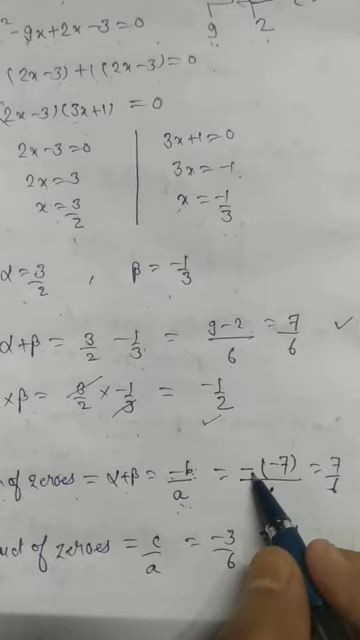 9 2
² - 9x + 2x - 3 = 0
(2x - 3) + 1(2x - 3) = 0
(2x - 3)(3x + 1) = 0
2x - 3 = 0 | 3x + 1 = 0
2x = 3 | 3x = -1
x = 3/2 | x = -1/3
α = 3/2 , β = -1/3
α + β = 3/2 - 1/3 = 9-2/6 = 7/6 ✓
× β = 3/2 × -1/3 = -1/2 ✓
of zeroes = α + β = -b/a = -(-7) = 7/6
uct of zeroes = c/a = -3/6